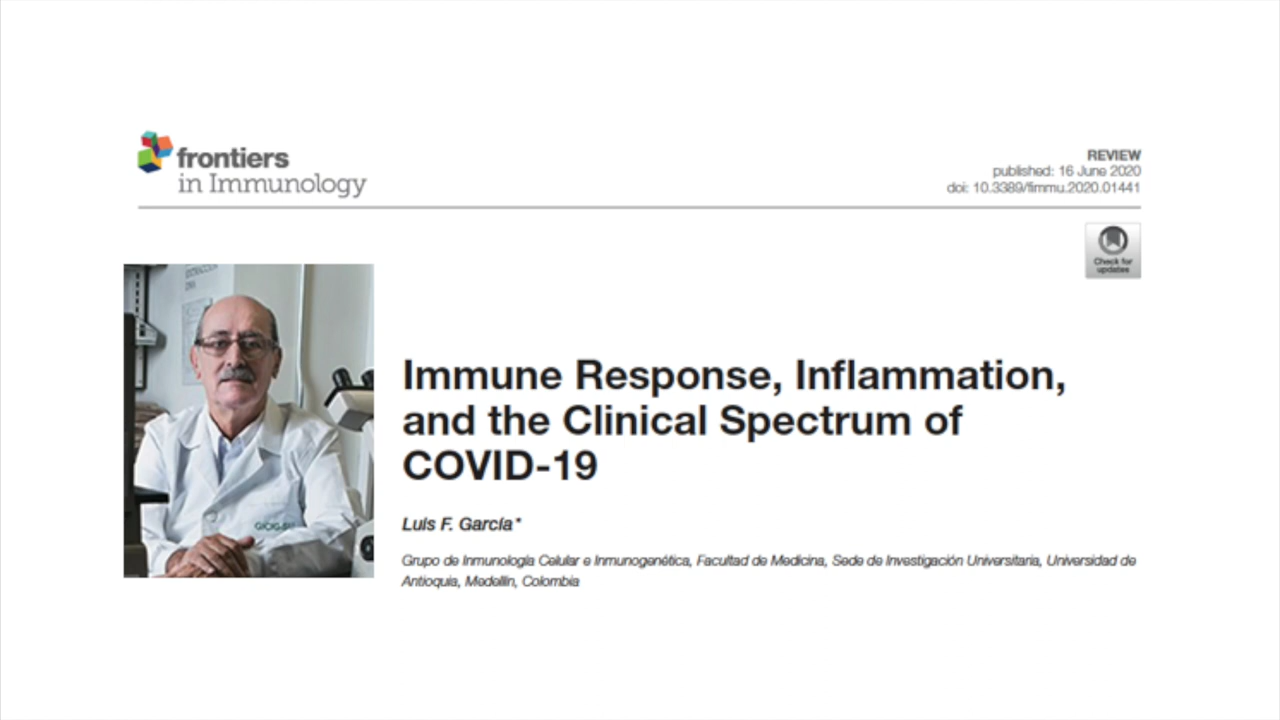 frontiers
in Immunology
REVIEW
published: 16 June 2020
doi: 10.3389/fimmu.2020.01441
Check for
updates
Immune Response, Inflammation,
and the Clinical Spectrum of
COVID-19
Luis F. García*
Grupo de Inmunología Celular e Inmunogenética, Facultad de Medicina, Sede de Investigación Universitaria, Universidad de
Antioquia, Medellín, Colombia